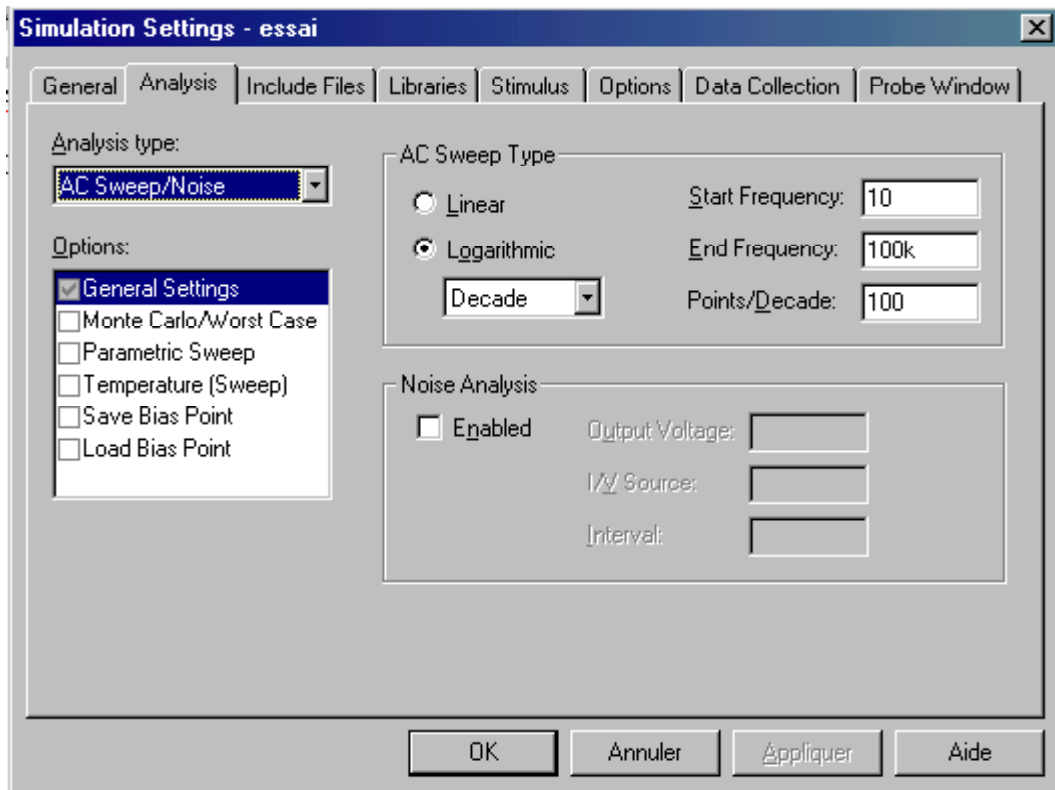 Simulation Settings - essai
General Analysis Include Files Libraries Stimulus Options Data Collection Probe Window
Analysis type:
AC Sweep/Noise
Options:
General Settings
Monte Carlo/Worst Case
Parametric Sweep
Temperature (Sweep)
Save Bias Point
Load Bias Point
AC Sweep Type
Linear
Logarithmic
Decade
Start Frequency: 10
End Frequency: 100k
Points/Decade: 100
Noise Analysis
Enabled
Output Voltage:
I/V Source:
Interval:
OK Annuler Appliquer Aide